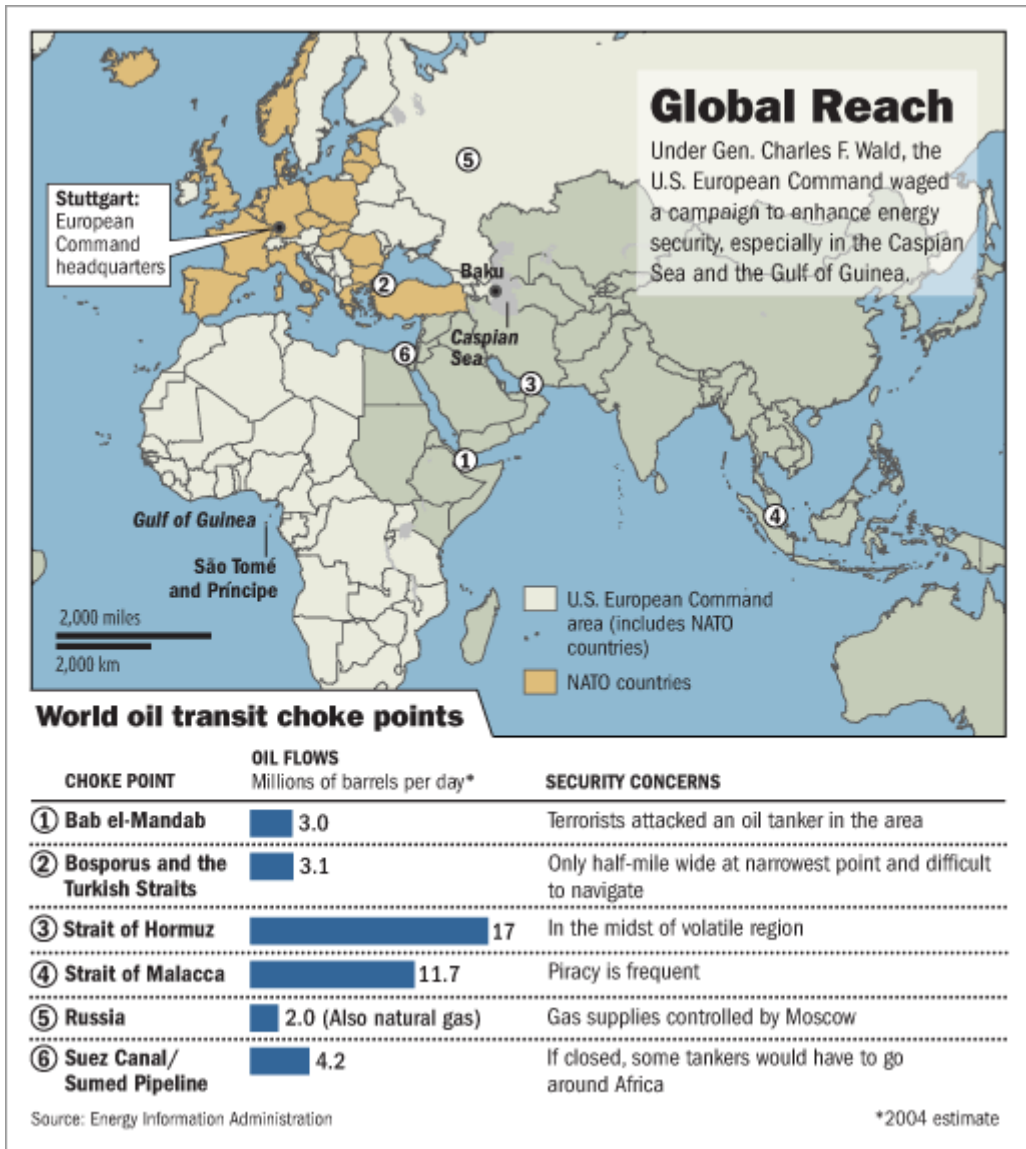 Global Reach
Under Gen. Charles F. Wald, the
U.S. European Command waged
a campaign to enhance energy
security, especially in the Caspian
Sea and the Gulf of Guinea.
5
Stuttgart:
European
Command
headquarters
2
Baku
Caspian
Sea
6
3
1
4
Gulf of Guinea
São Tomé
and Príncipe
2,000 miles
2,000 km
U.S. European Command
area (includes NATO
countries)
NATO countries
World oil transit choke points
CHOKE POINT
OIL FLOWS
Millions of barrels per day*
SECURITY CONCERNS
1 Bab el-Mandab 3.0 Terrorists attacked an oil tanker in the area
2 Bosporus and the
Turkish Straits
3.1
Only half-mile wide at narrowest point and difficult
to navigate
3 Strait of Hormuz 17 In the midst of volatile region
4 Strait of Malacca 11.7 Piracy is frequent
5 Russia 2.0 (Also natural gas) Gas supplies controlled by Moscow
6 Suez Canal/
Sumed Pipeline
4.2
If closed, some tankers would have to go
around Africa
Source: Energy Information Administration
*2004 estimate